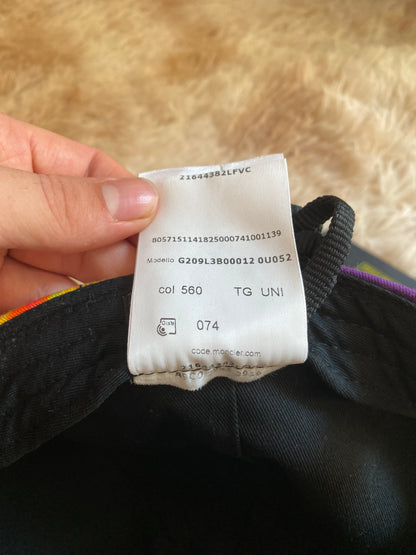 21644382LFVC
8057151141825000741001139
Modello G209L3B00012 0U052
col 560 TG UNI
074
code.moncler.com